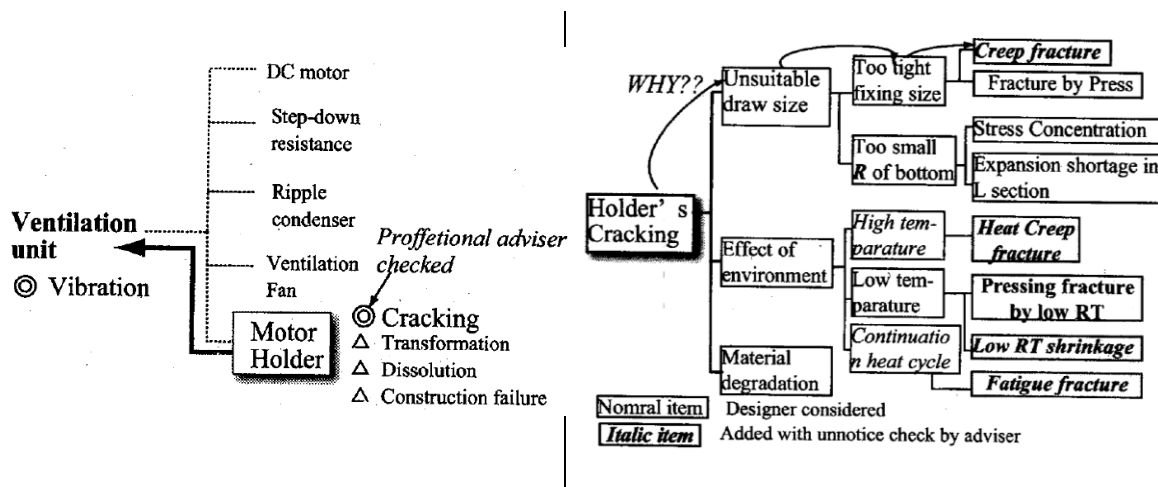 DC motor
Step-down
resistance
Ripple
condenser
Ventilation
unit
◎ Vibration
Ventilation
Fan
Motor
Holder
Proffetional adviser
checked
◎ Cracking
△ Transformation
△ Dissolution
△ Construction failure
WHY??
Holder's
Cracking
Unsuitable
draw size
Too tight
fixing size
Creep fracture
Fracture by Press
Too small
R of bottom
Stress Concentration
Expansion shortage in
L section
Effect of
environment
High tem-
parature
Heat Creep
fracture
Low tem-
parature
Pressing fracture
by low RT
Low RT shrinkage
Continuatio
n heat cycle
Fatigue fracture
Material
degradation
Nomral item Designer considered
Italic item Added with unnotice check by adviser